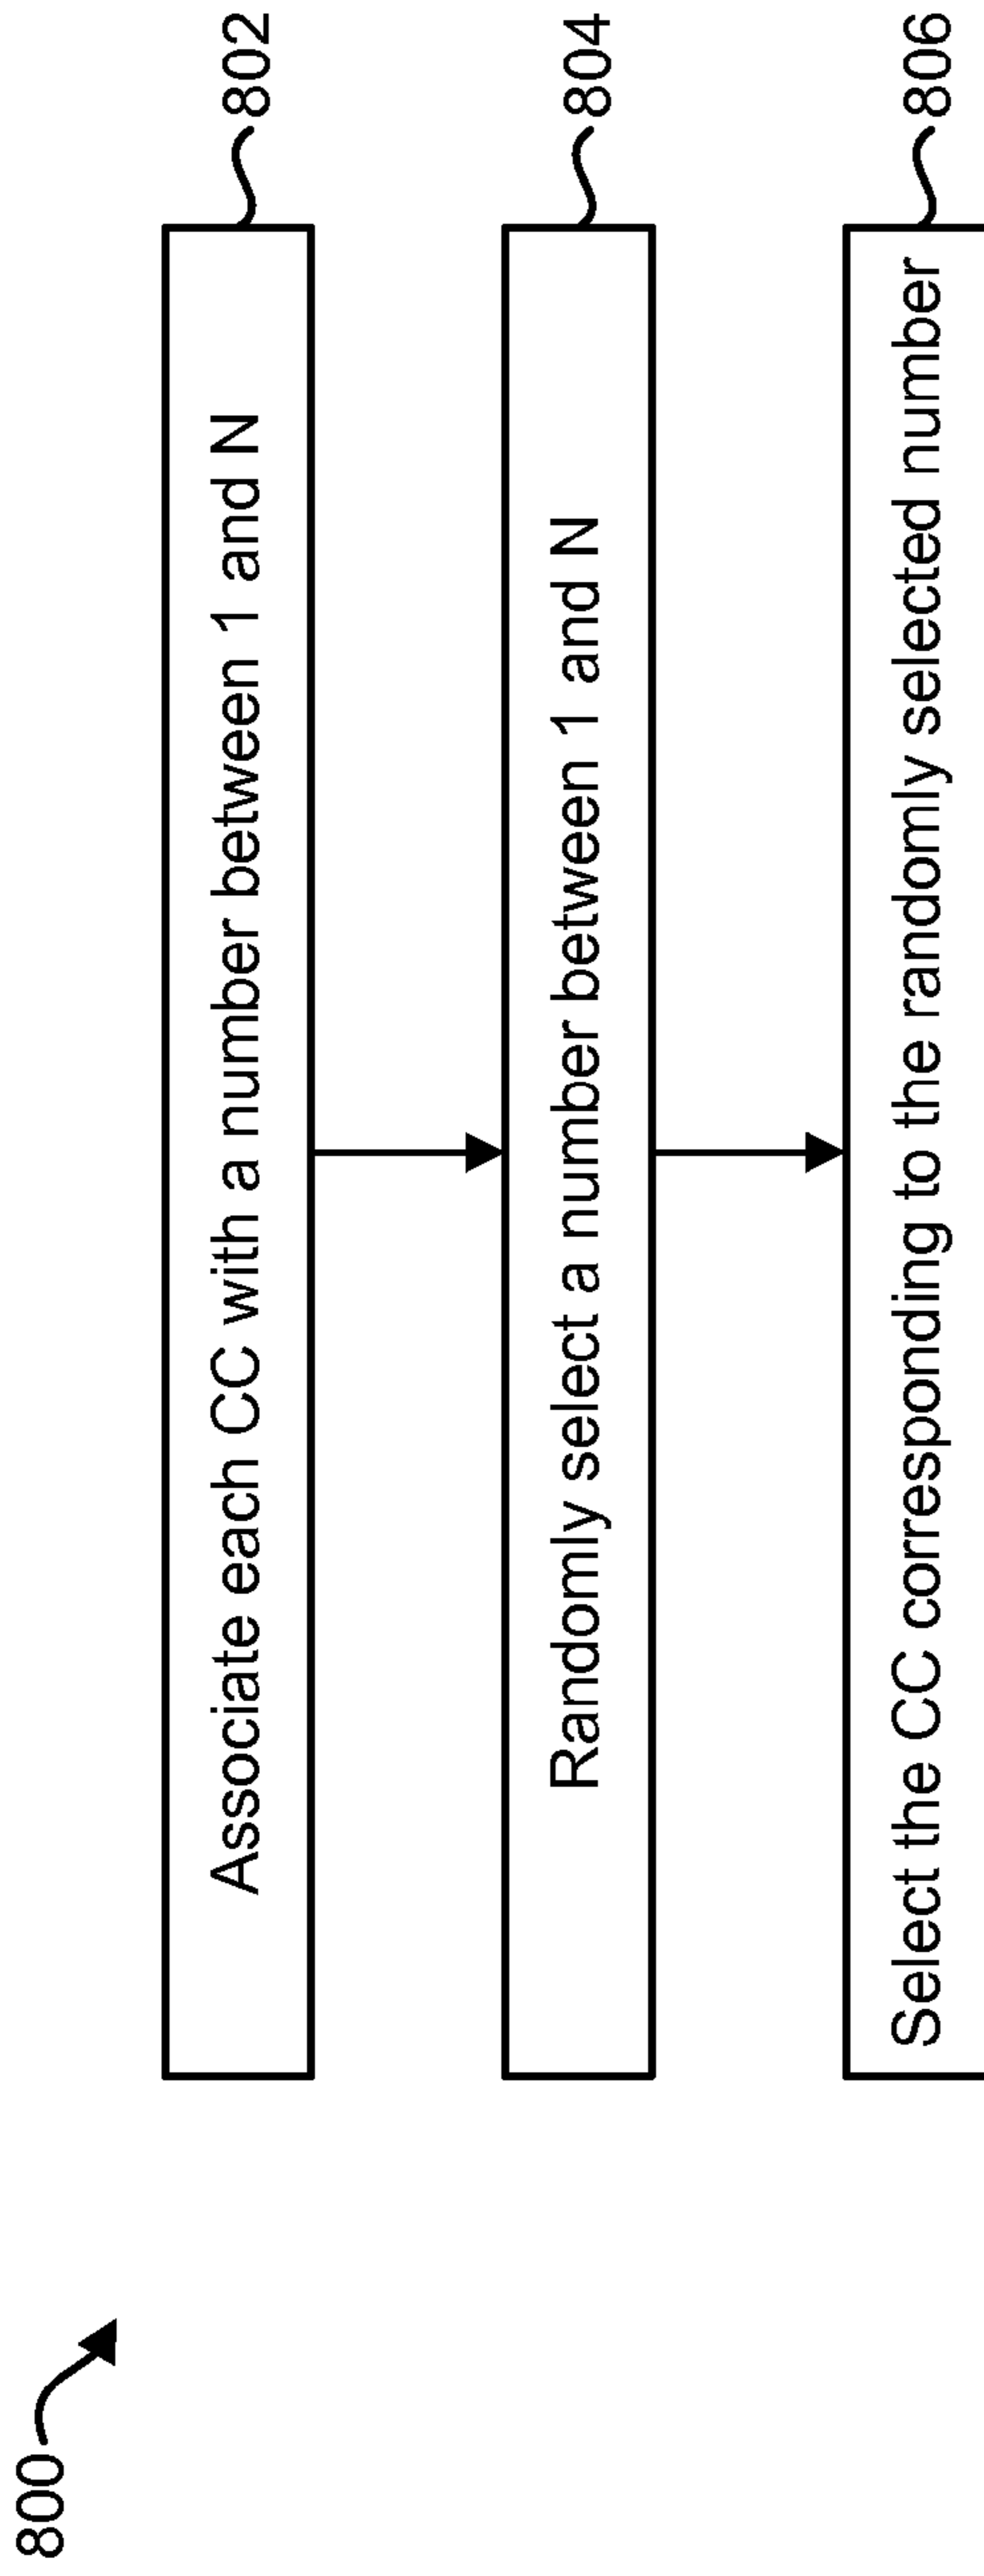 800
Associate each CC with a number between 1 and N
802
Randomly select a number between 1 and N
804
Select the CC corresponding to the randomly selected number
806